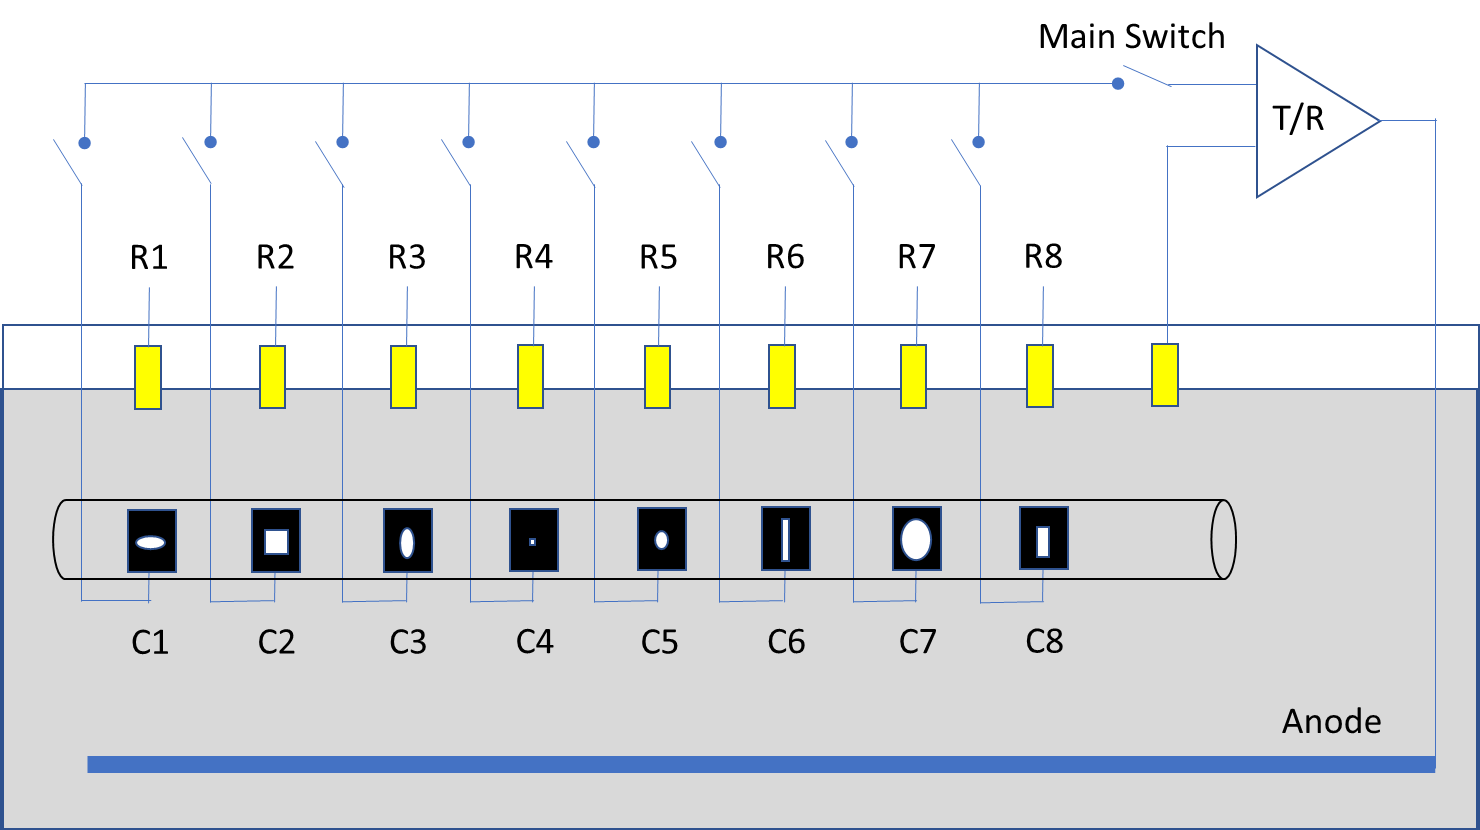 Main Switch
T/R
R1 R2 R3 R4 R5 R6 R7 R8
C1 C2 C3 C4 C5 C6 C7 C8
Anode